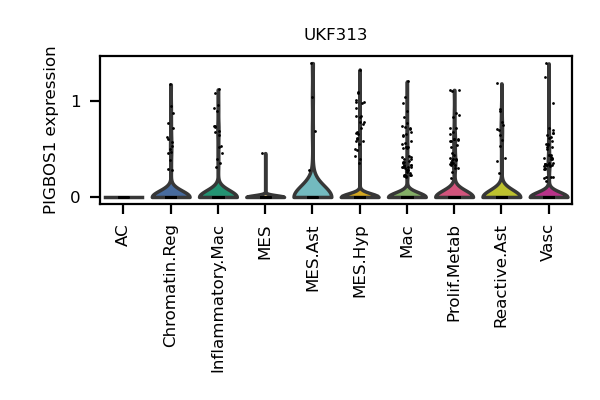 UKF313
PIGBOS1 expression
1
0
AC
Chromatin.Reg
Inflammatory.Mac
MES
MES.Ast
MES.Hyp
Mac
Prolif.Metab
Reactive.Ast
Vasc